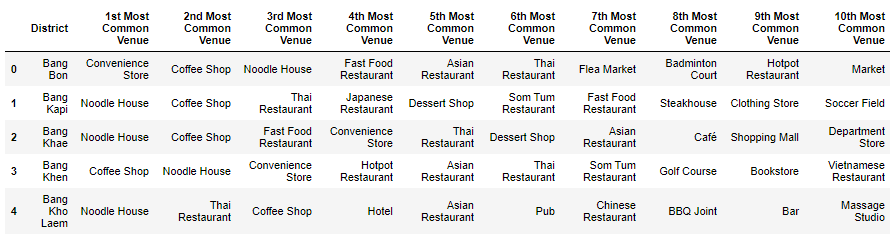 District 1st Most Common Venue 2nd Most Common Venue 3rd Most Common Venue 4th Most Common Venue 5th Most Common Venue 6th Most Common Venue 7th Most Common Venue 8th Most Common Venue 9th Most Common Venue 10th Most Common Venue
0 Bang Bon Convenience Store Coffee Shop Noodle House Fast Food Restaurant Asian Restaurant Thai Restaurant Flea Market Badminton Court Hotpot Restaurant Market
1 Bang Kapi Noodle House Coffee Shop Thai Restaurant Japanese Restaurant Dessert Shop Som Tum Restaurant Fast Food Restaurant Steakhouse Clothing Store Soccer Field
2 Bang Khae Noodle House Coffee Shop Fast Food Restaurant Convenience Store Thai Restaurant Dessert Shop Asian Restaurant Café Shopping Mall Department Store
3 Bang Khen Coffee Shop Noodle House Convenience Store Hotpot Restaurant Asian Restaurant Thai Restaurant Som Tum Restaurant Golf Course Bookstore Vietnamese Restaurant
4 Bang Kho Laem Noodle House Thai Restaurant Coffee Shop Hotel Asian Restaurant Pub Chinese Restaurant BBQ Joint Bar Massage Studio